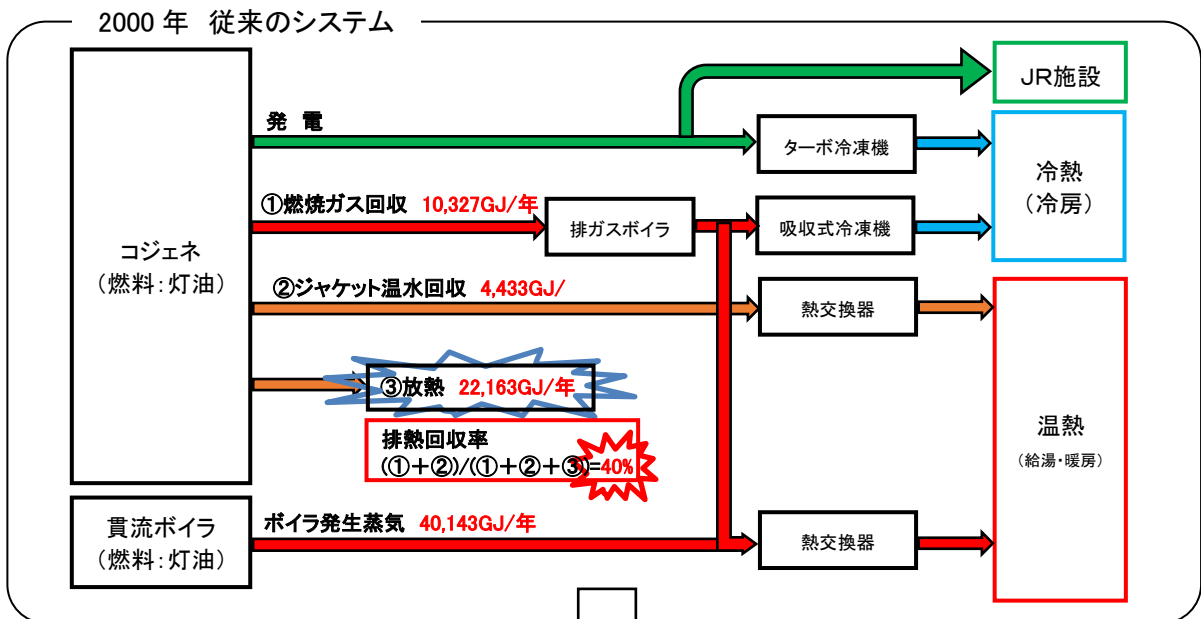 2000年 従来のシステム
JR施設
発 電
ターボ冷凍機
冷熱
(冷房)
①燃焼ガス回収 10,327GJ/年
排ガスボイラ
吸収式冷凍機
コジェネ
(燃料:灯油)
②ジャケット温水回収 4,433GJ/
熱交換器
③放熱 22,163GJ/年
排熱回収率
(①+②)/(①+②+③)=40%
温熱
(給湯・暖房)
貫流ボイラ
(燃料:灯油)
ボイラ発生蒸気 40,143GJ/年
熱交換器